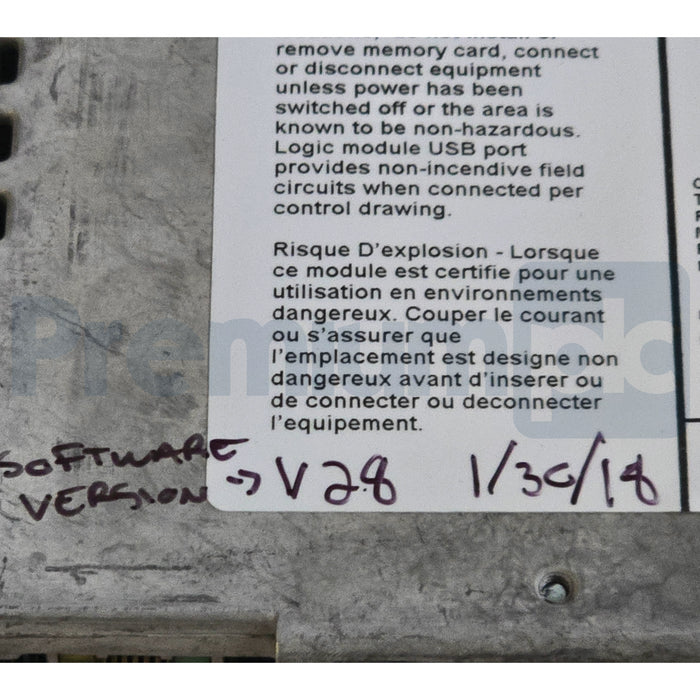 remove memory card, connect
or disconnect equipment
unless power has been
switched off or the area is
known to be non-hazardous.
Logic module USB port
provides non-incendive field
circuits when connected per
control drawing.
Risque D'explosion - Lorsque
ce module est certifie pour une
utilisation en environnements
dangereux. Couper le courant
ou s'assurer que
l'emplacement est designe non
dangereux avant d'inserer ou
de connecter ou deconnecter
l'equipement.
SOFTWARE
VERSION → V28 1/30/18
Premiumplc